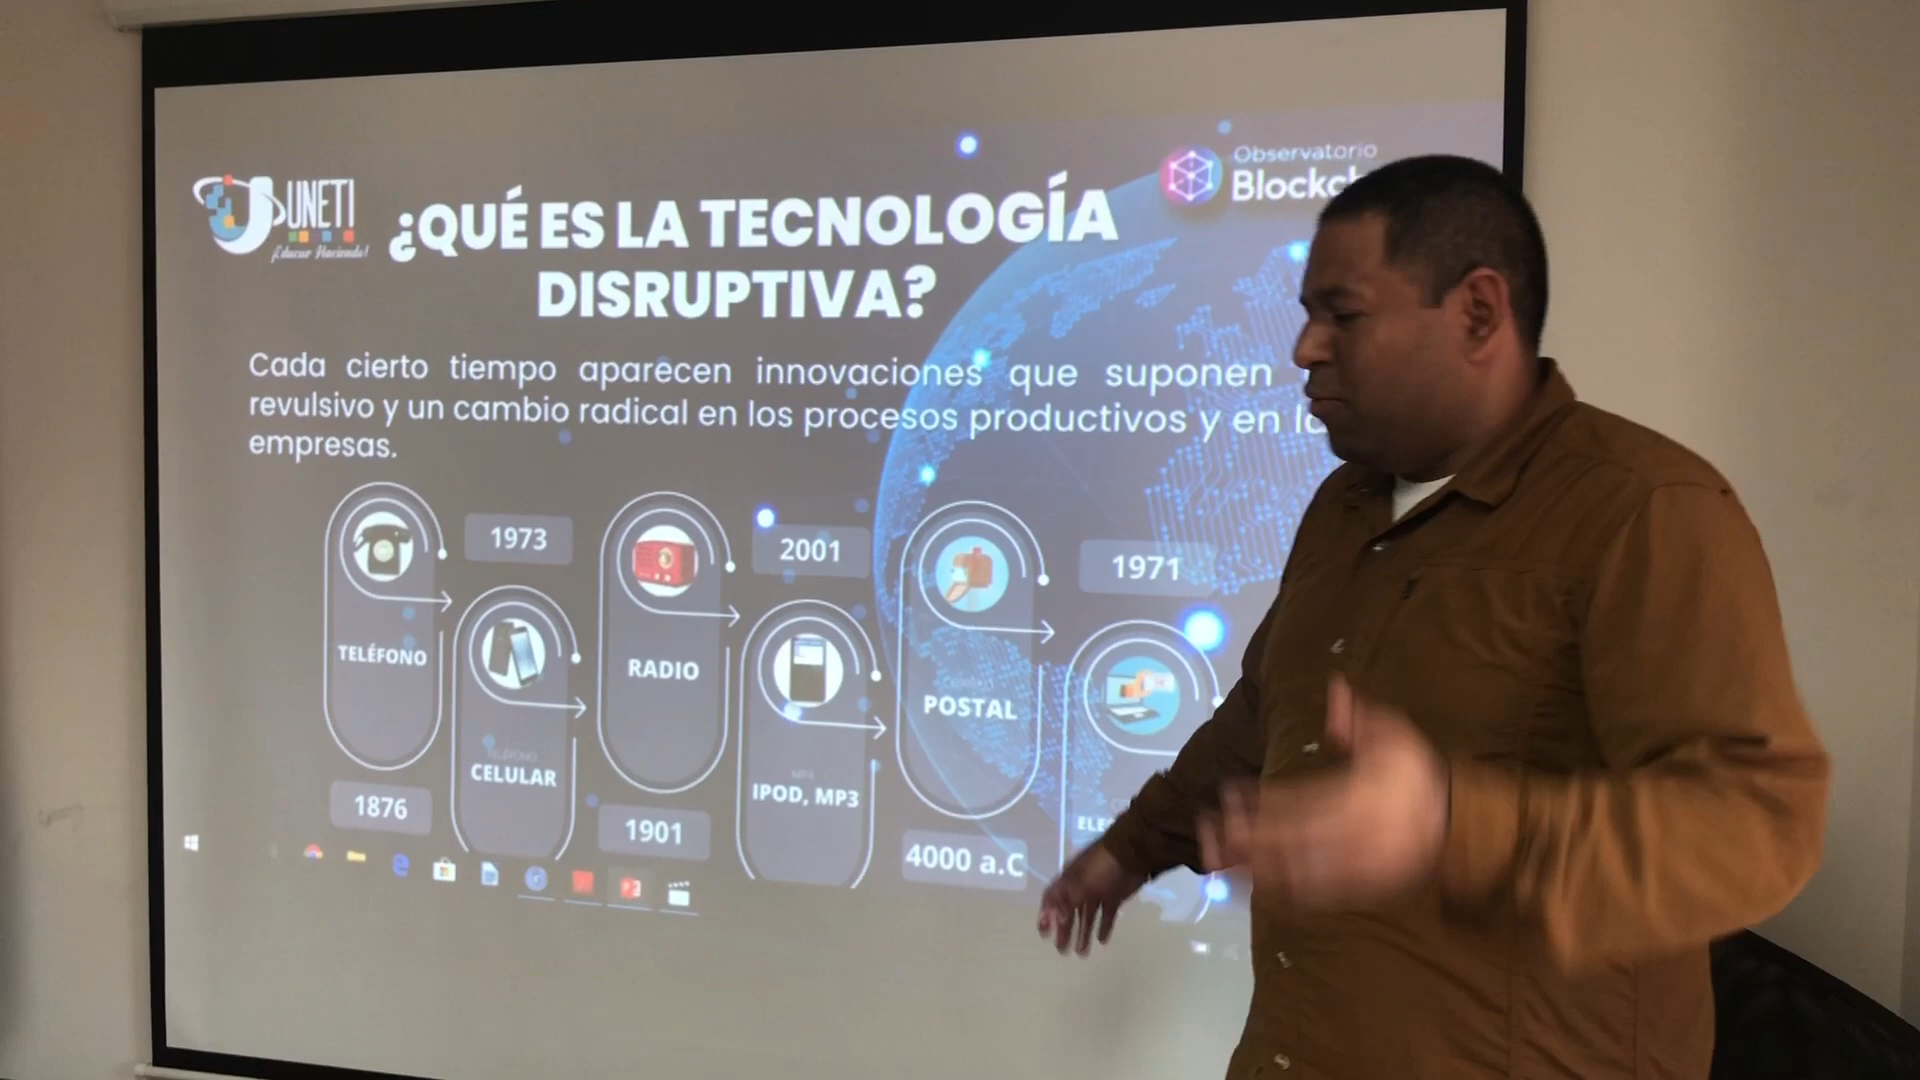 UNETI
¡Educar Haciendo!
Observatorio
¿QUÉ ES LA TECNOLOGÍA
DISRUPTIVA?
Cada cierto tiempo aparecen innovaciones que suponen
revulsivo y un cambio radical en los procesos productivos y en
empresas.
1973
2001
1971
TELÉFONO
RADIO
POSTAL
TELÉFONO
CELULAR
MP4
IPOD, MP3
1876
1901
4000 a.C